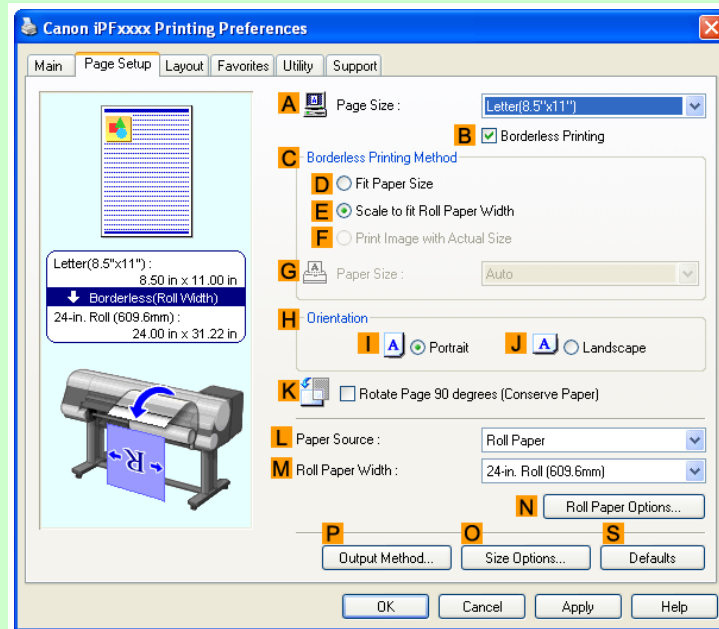 Canon iPFxxxx Printing Preferences
Main Page Setup Layout Favorites Utility Support
A Page Size : Letter(8.5"x11")
B Borderless Printing
C Borderless Printing Method
D Fit Paper Size
E Scale to fit Roll Paper Width
F Print Image with Actual Size
G Paper Size : Auto
Letter(8.5"x11") :
8.50 in x 11.00 in
Borderless(Roll Width)
24-in. Roll (609.6mm) :
24.00 in x 31.22 in
H Orientation
I A Portrait J A Landscape
K Rotate Page 90 degrees (Conserve Paper)
R
L Paper Source : Roll Paper
M Roll Paper Width : 24-in. Roll (609.6mm)
N Roll Paper Options...
P O S
Output Method... Size Options... Defaults
OK Cancel Apply Help